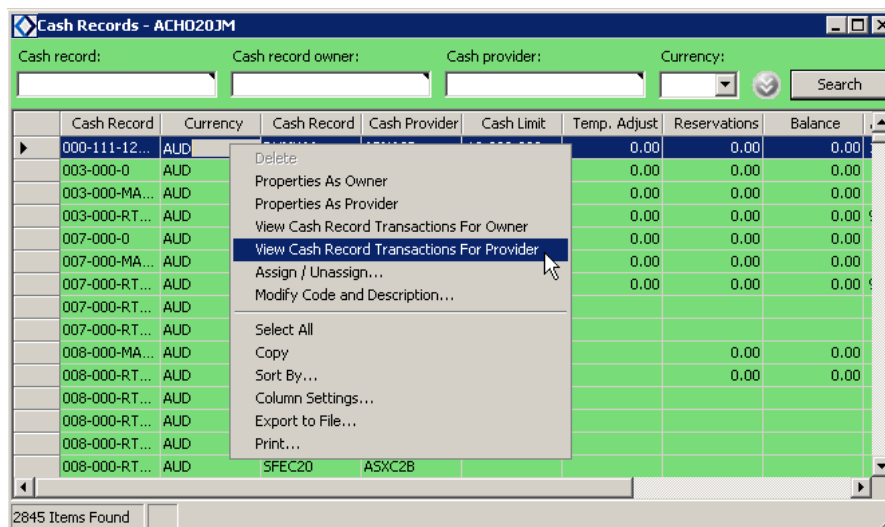 Cash Records - ACHO20JM
Cash record: Cash record owner: Cash provider: Currency:
Search
Cash Record Currency Cash Record Cash Provider Cash Limit Temp. Adjust Reservations Balance
000-111-12... AUD 0.00 0.00 0.00
003-000-0 AUD 0.00 0.00 0.00
003-000-MA... AUD 0.00 0.00 0.00
003-000-RT... AUD 0.00 0.00 0.00
007-000-0 AUD 0.00 0.00 0.00
007-000-MA... AUD 0.00 0.00 0.00
007-000-RT... AUD 0.00 0.00 0.00
007-000-RT... AUD
007-000-RT... AUD
008-000-MA... AUD 0.00 0.00
008-000-RT... AUD 0.00 0.00
008-000-RT... AUD
008-000-RT... AUD
008-000-RT... AUD
008-000-RT... AUD SFEC20 ASXC2B
Delete
Properties As Owner
Properties As Provider
View Cash Record Transactions For Owner
View Cash Record Transactions For Provider
Assign / Unassign...
Modify Code and Description...
Select All
Copy
Sort By...
Column Settings...
Export to File...
Print...
2845 Items Found